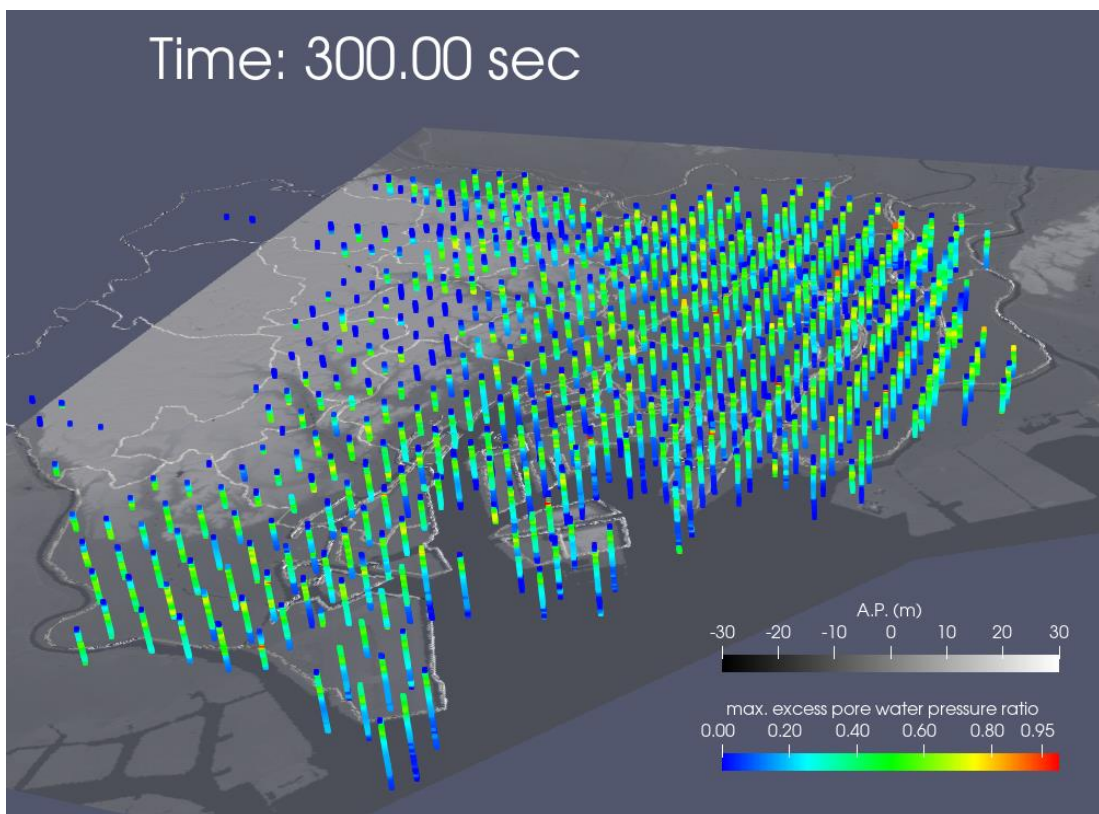 Time: 300.00 sec
A.P. (m)
-30 -20 -10 0 10 20 30
max. excess pore water pressure ratio
0.00 0.20 0.40 0.60 0.80 0.95